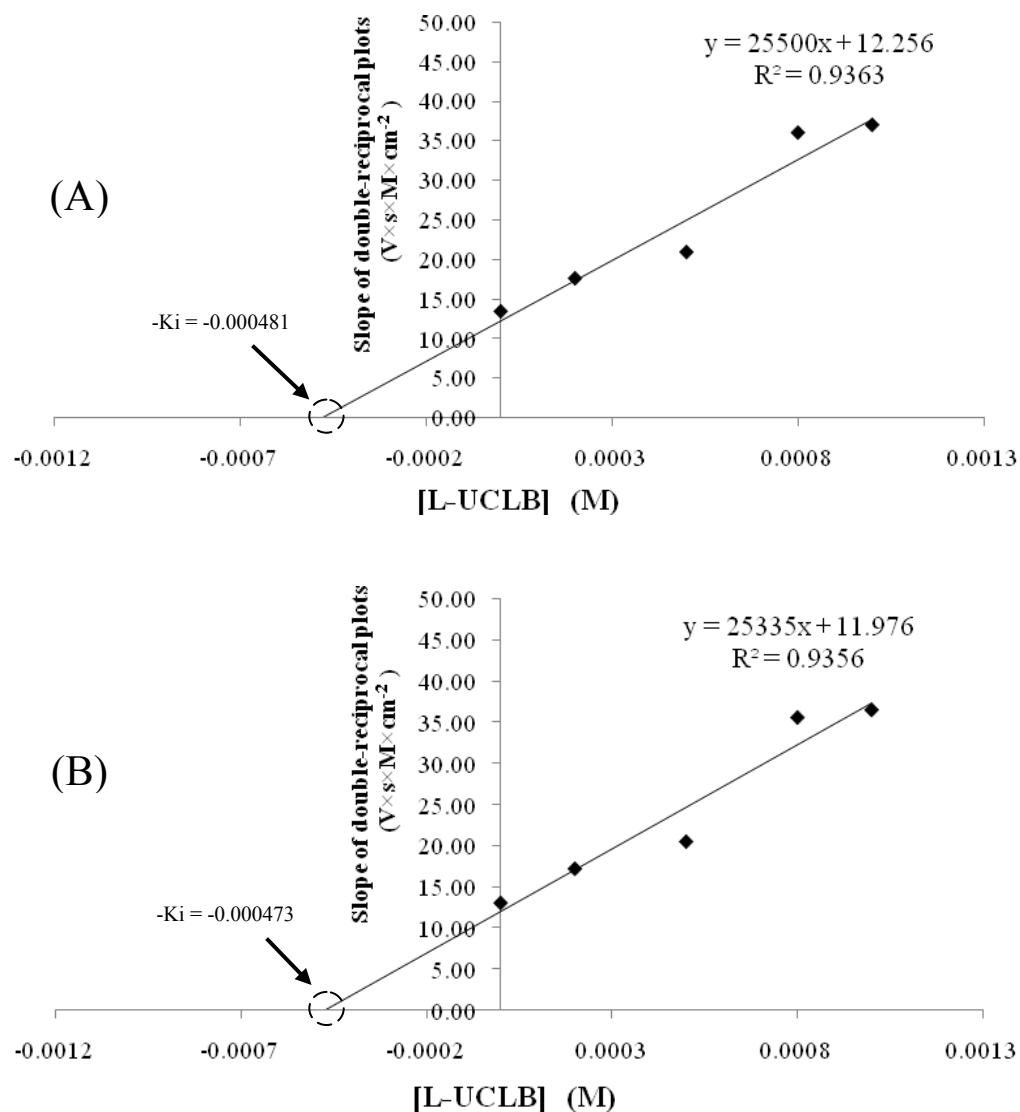 (A)
Slope of double-reciprocal plots
(V×s×M×cm⁻² )
50.00
45.00
40.00
35.00
30.00
25.00
20.00
15.00
10.00
5.00
0.00
y = 25500x + 12.256
R² = 0.9363
-Ki = -0.000481
-0.0012 -0.0007 -0.0002 0.0003 0.0008 0.0013
[L-UCLB] (M)
(B)
Slope of double-reciprocal plots
(V×s×M×cm⁻² )
50.00
45.00
40.00
35.00
30.00
25.00
20.00
15.00
10.00
5.00
0.00
y = 25335x + 11.976
R² = 0.9356
-Ki = -0.000473
-0.0012 -0.0007 -0.0002 0.0003 0.0008 0.0013
[L-UCLB] (M)